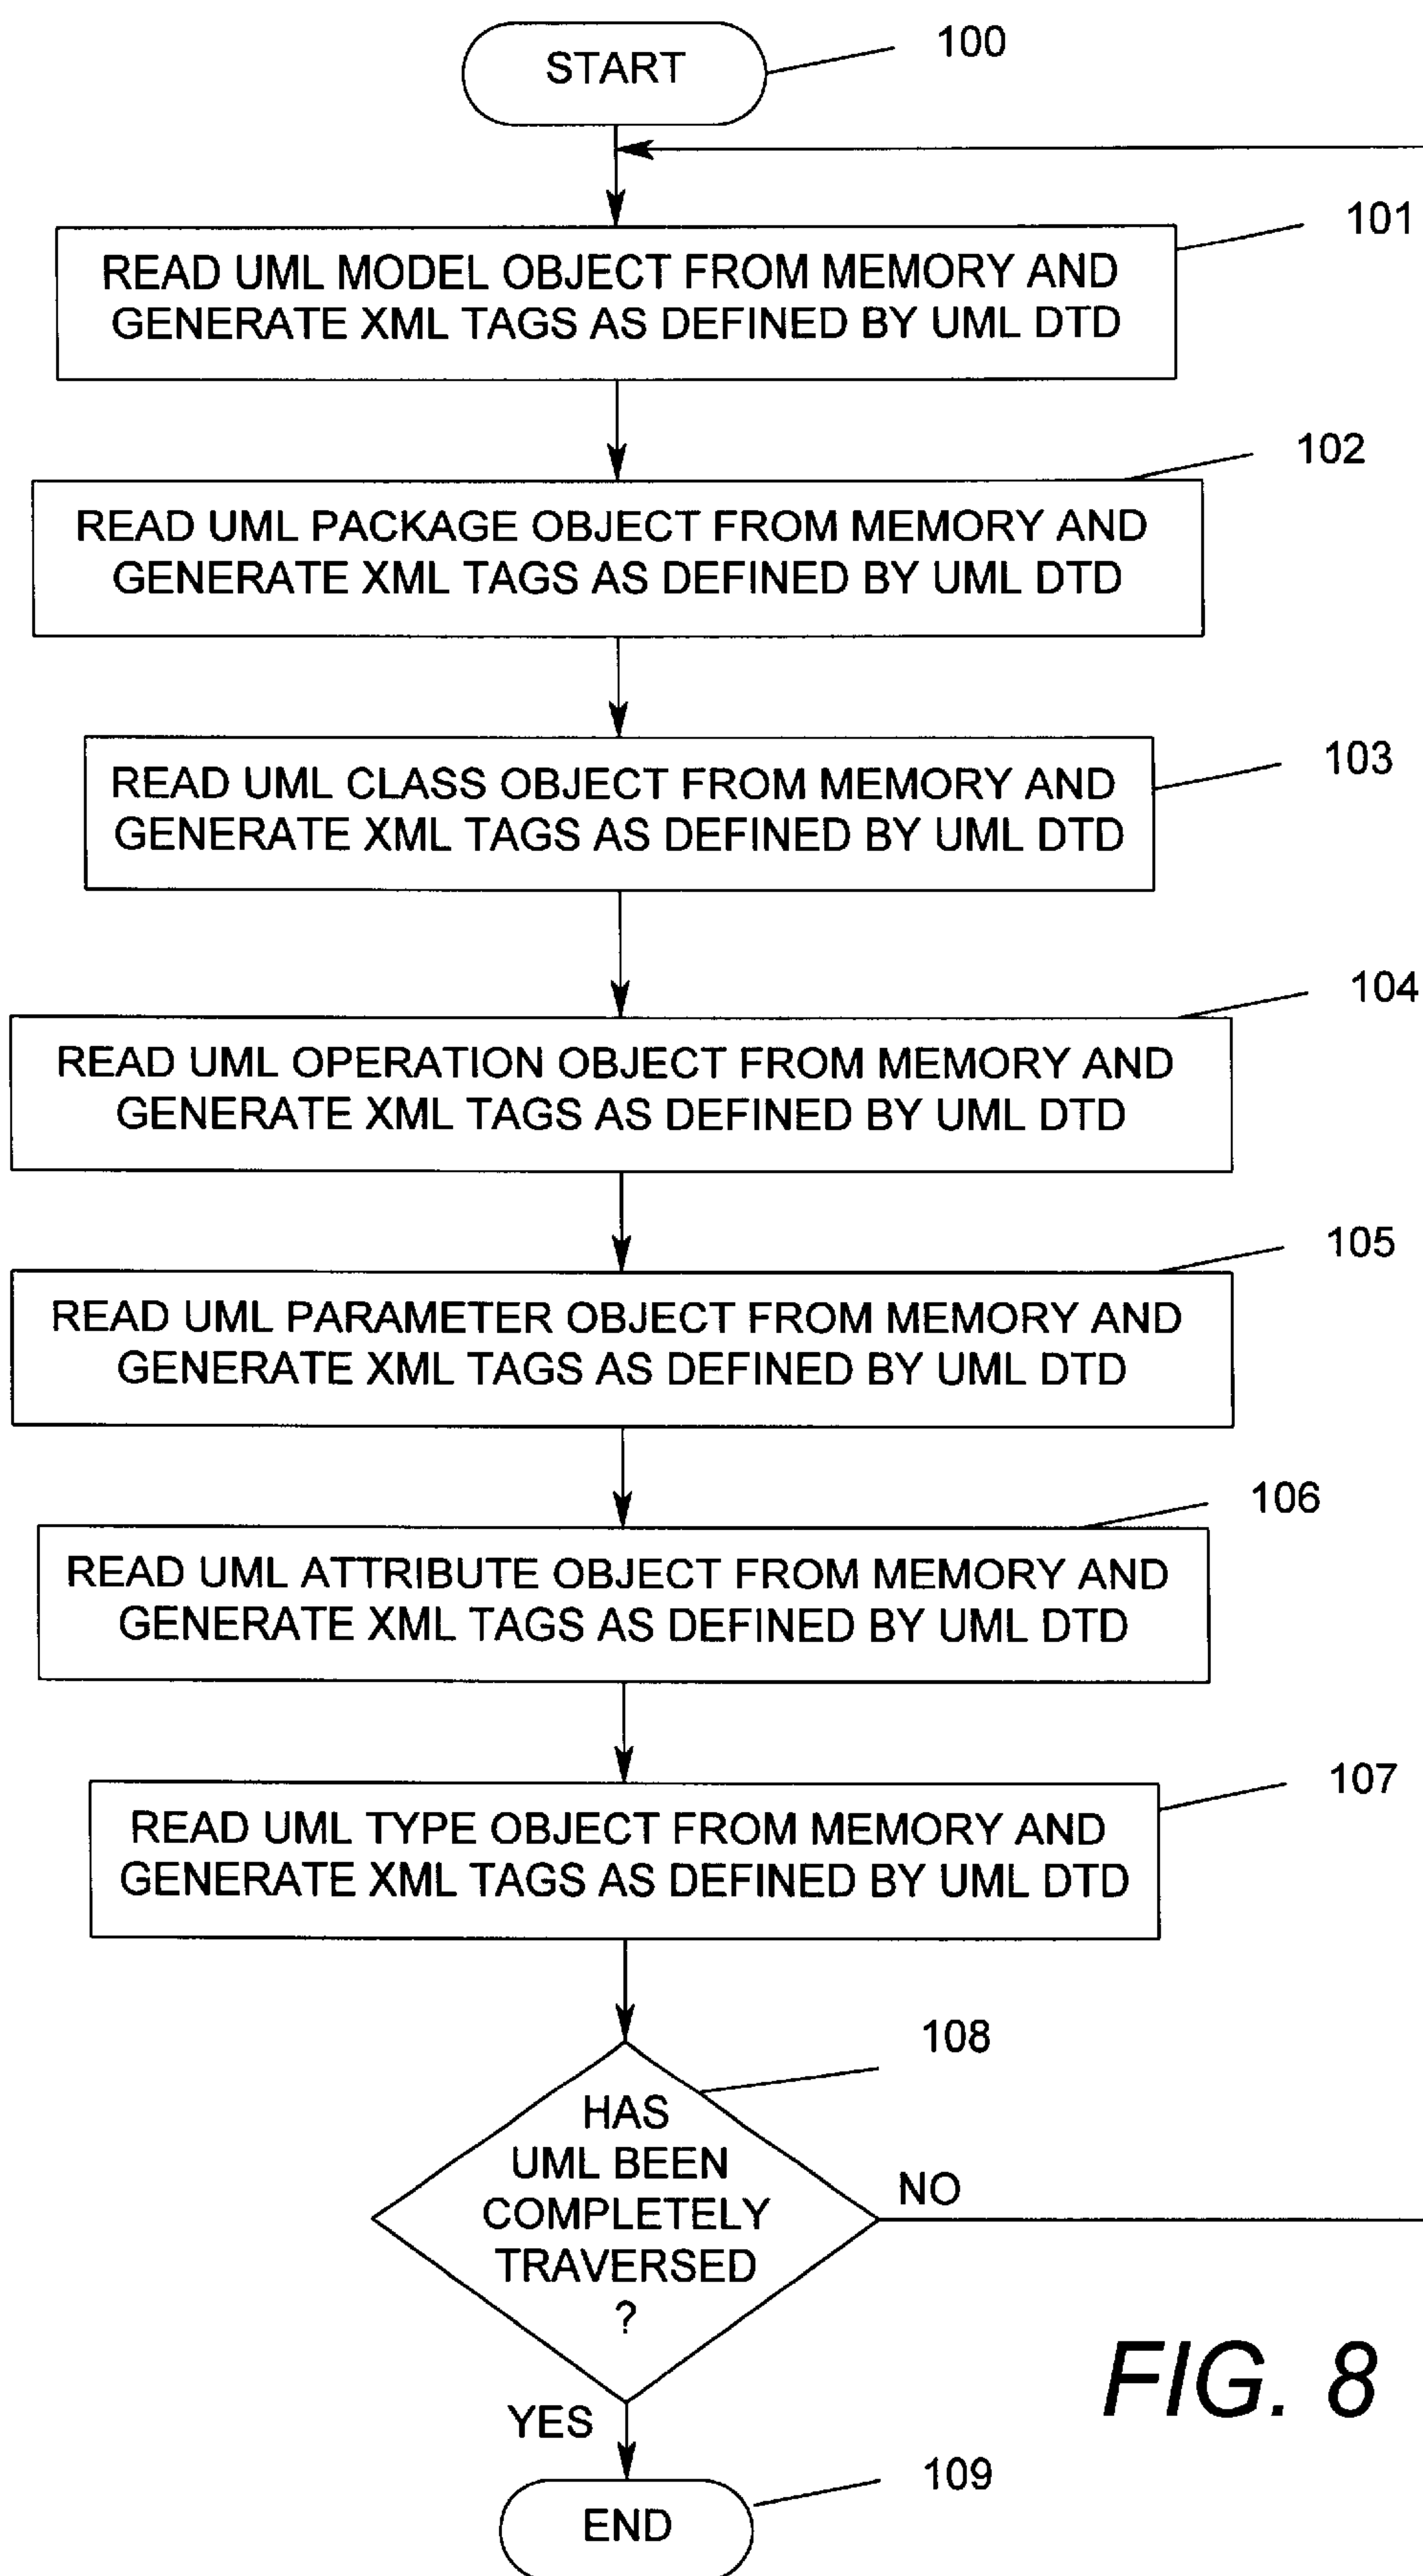 START
100
101
READ UML MODEL OBJECT FROM MEMORY AND
GENERATE XML TAGS AS DEFINED BY UML DTD
102
READ UML PACKAGE OBJECT FROM MEMORY AND
GENERATE XML TAGS AS DEFINED BY UML DTD
103
READ UML CLASS OBJECT FROM MEMORY AND
GENERATE XML TAGS AS DEFINED BY UML DTD
104
READ UML OPERATION OBJECT FROM MEMORY AND
GENERATE XML TAGS AS DEFINED BY UML DTD
105
READ UML PARAMETER OBJECT FROM MEMORY AND
GENERATE XML TAGS AS DEFINED BY UML DTD
106
READ UML ATTRIBUTE OBJECT FROM MEMORY AND
GENERATE XML TAGS AS DEFINED BY UML DTD
107
READ UML TYPE OBJECT FROM MEMORY AND
GENERATE XML TAGS AS DEFINED BY UML DTD
108
HAS
UML BEEN
COMPLETELY
TRAVERSED
?
NO
YES
FIG. 8
109
END